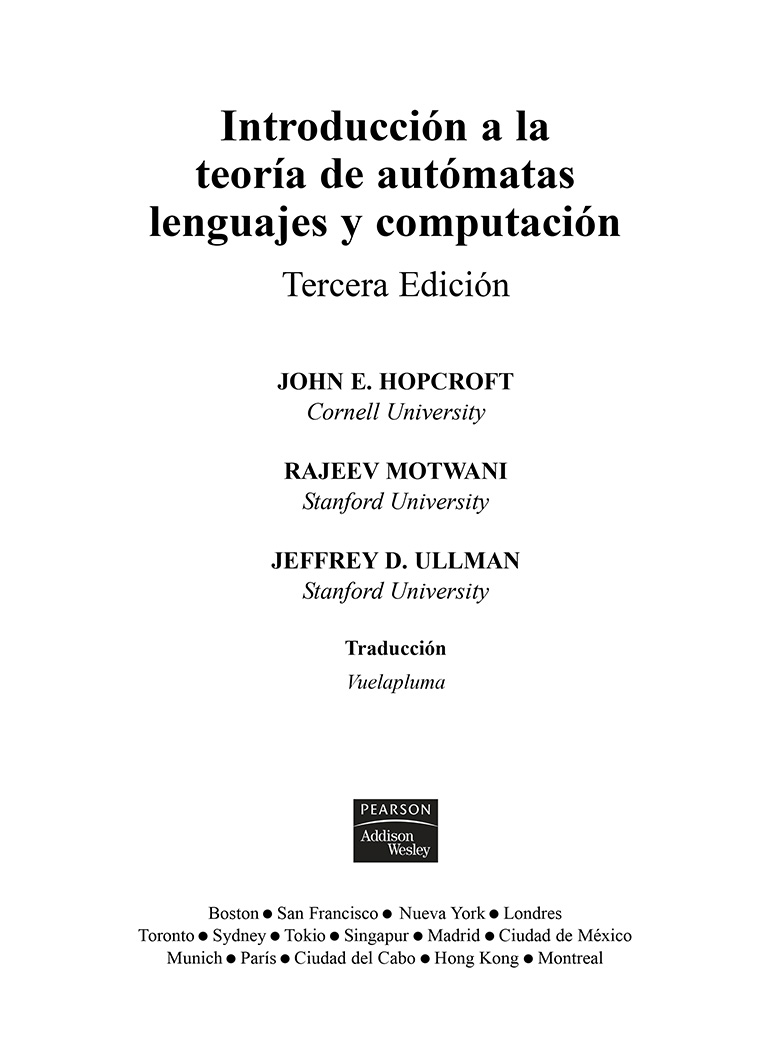 Introducción a la
teoría de autómatas
lenguajes y computación
Tercera Edición
JOHN E. HOPCROFT
Cornell University
RAJEEV MOTWANI
Stanford University
JEFFREY D. ULLMAN
Stanford University
Traducción
Vuelapluma
PEARSON
Addison
Wesley
Boston ● San Francisco ● Nueva York ● Londres
Toronto ● Sydney ● Tokio ● Singapur ● Madrid ● Ciudad de México
Munich ● París ● Ciudad del Cabo ● Hong Kong ● Montreal